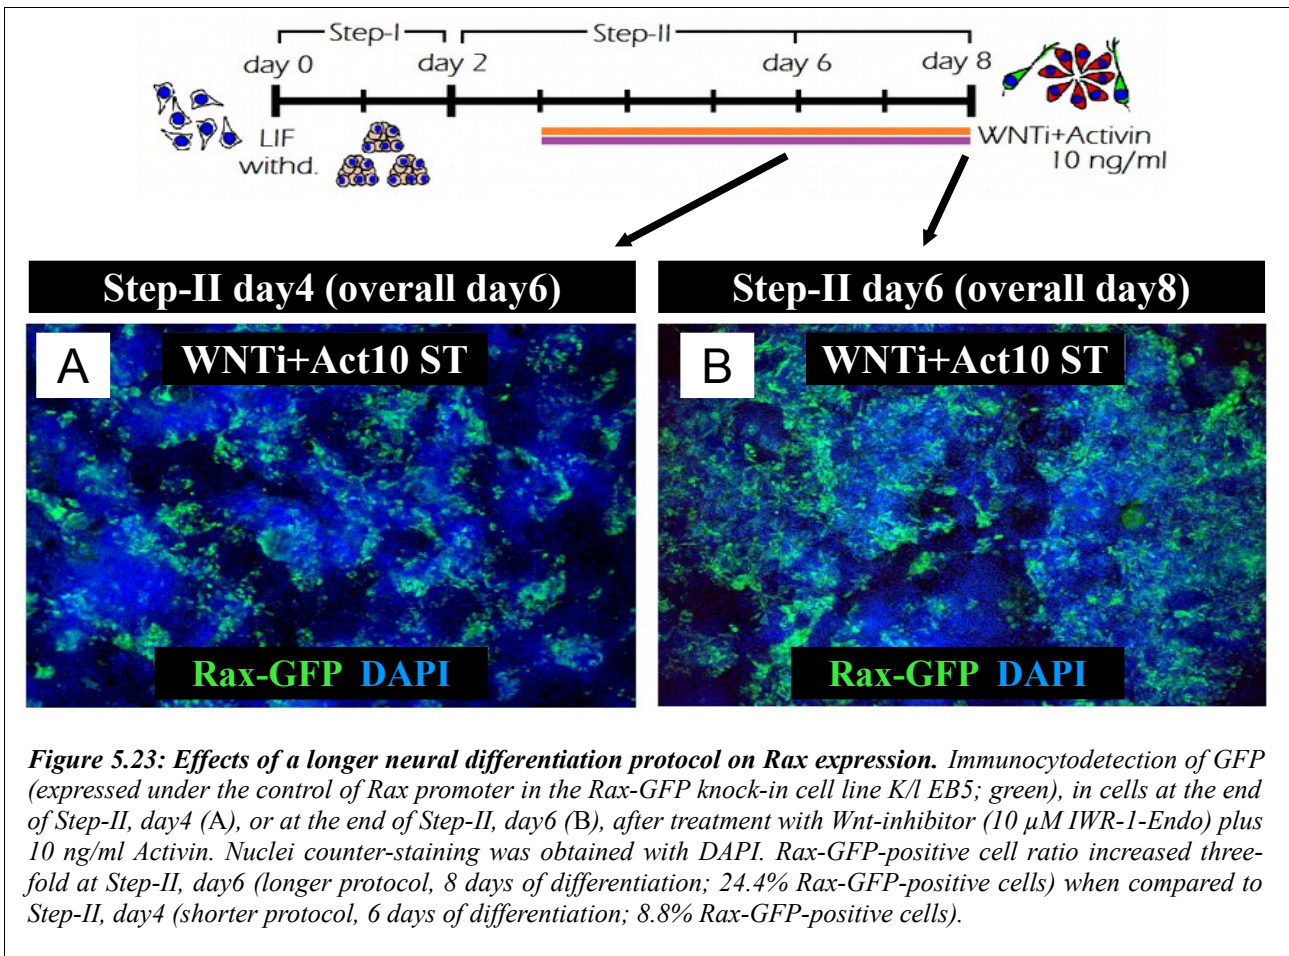 Step-I
Step-II
day 0
day 2
day 6
day 8
LIF
withd.
WNTi+Activin
10 ng/ml
Step-II day4 (overall day6)
Step-II day6 (overall day8)
A
WNTi+Act10 ST
B
WNTi+Act10 ST
Rax-GFP DAPI
Rax-GFP DAPI
Figure 5.23: Effects of a longer neural differentiation protocol on Rax expression. Immunocytodetection of GFP
(expressed under the control of Rax promoter in the Rax-GFP knock-in cell line K/I EB5; green), in cells at the end
of Step-II, day4 (A), or at the end of Step-II, day6 (B), after treatment with Wnt-inhibitor (10 µM IWR-1-Endo) plus
10 ng/ml Activin. Nuclei counter-staining was obtained with DAPI. Rax-GFP-positive cell ratio increased three-
fold at Step-II, day6 (longer protocol, 8 days of differentiation; 24.4% Rax-GFP-positive cells) when compared to
Step-II, day4 (shorter protocol, 6 days of differentiation; 8.8% Rax-GFP-positive cells).